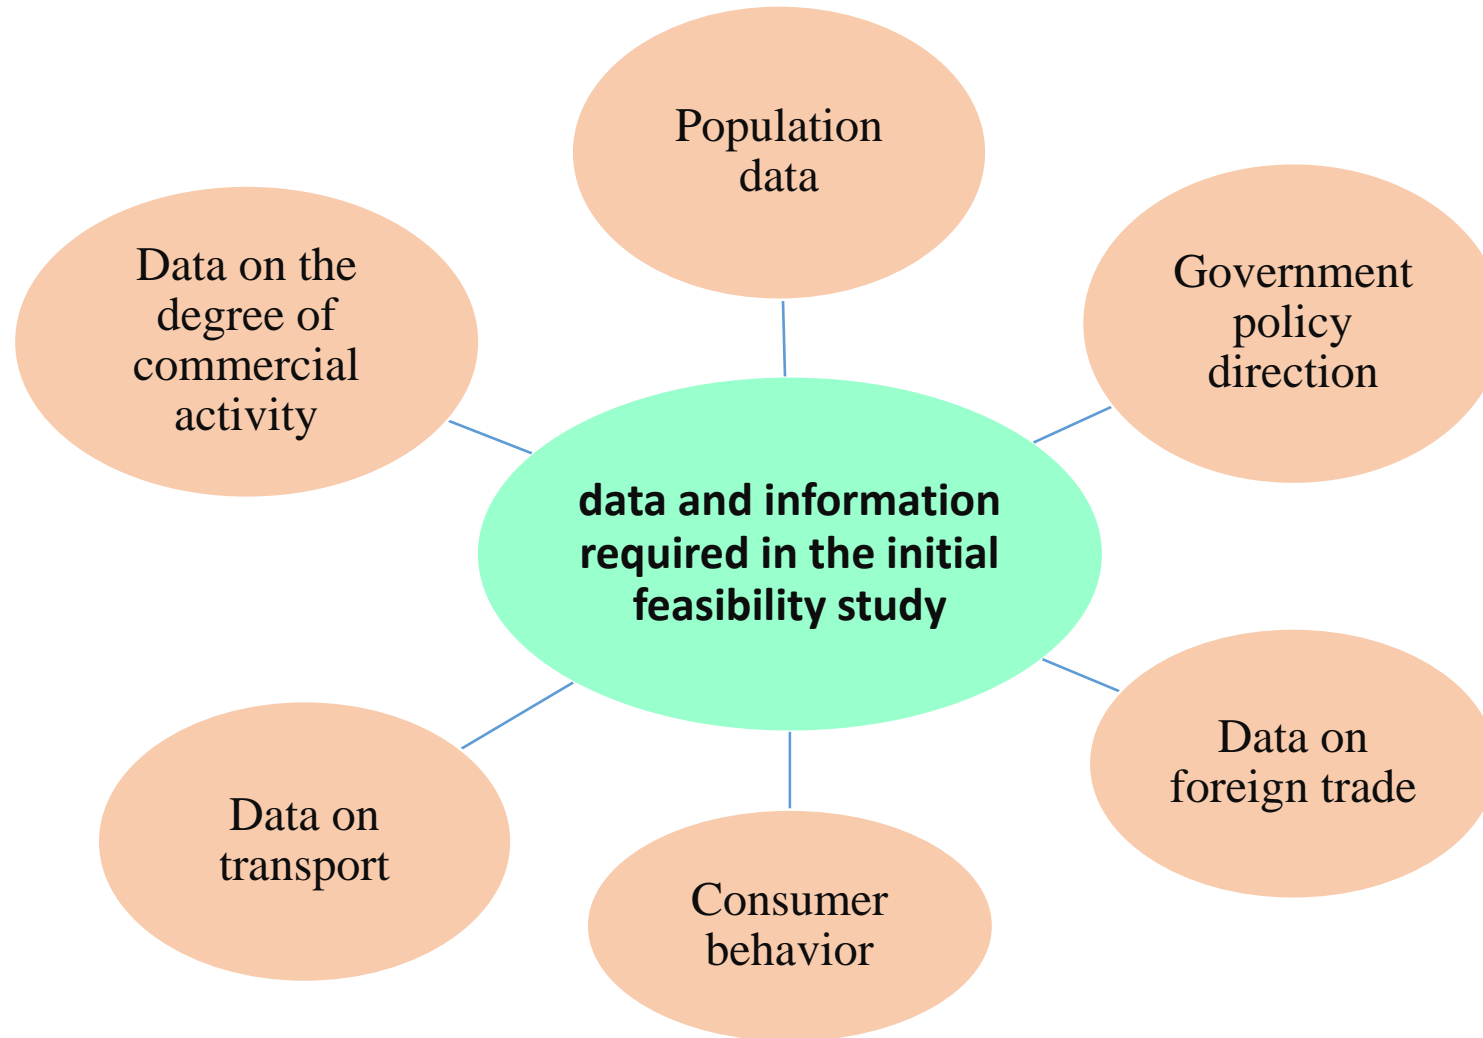 Population
data
Data on the
degree of
commercial
activity
Government
policy
direction
data and information
required in the initial
feasibility study
Data on
foreign trade
Data on
transport
Consumer
behavior